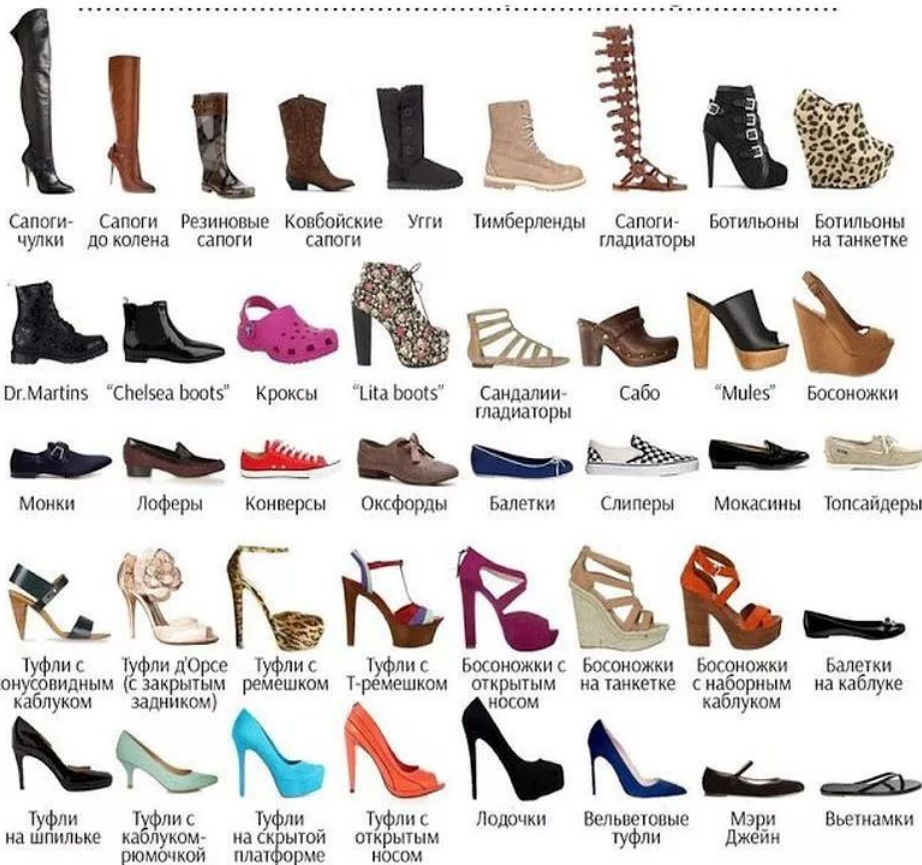 Сапоги-чулки
Сапоги до колена
Резиновые сапоги
Ковбойские сапоги
Угги
Тимберленды
Сапоги-гладиаторы
Ботильоны
Ботильоны на танкетке
Dr.Martins
“Chelsea boots”
Кроксы
“Lita boots”
Сандалии-гладиаторы
Сабо
“Mules”
Босоножки
Монки
Лоферы
Конверсы
Оксфорды
Балетки
Слиперы
Мокасины
Топсайдеры
Туфли с онусовидным каблуком
Туфли д'Орсе (с закрытым задником)
Туфли с ремешком
Туфли с Т-ремешком
Босоножки с открытым носом
Босоножки на танкетке
Босоножки с наборным каблуком
Балетки на каблуке
Туфли на шпильке
Туфли с каблуком-рюмочкой
Туфли на скрытой платформе
Туфли с открытым носом
Лодочки
Вельветовые туфли
Мэри Джейн
Вьетнамки